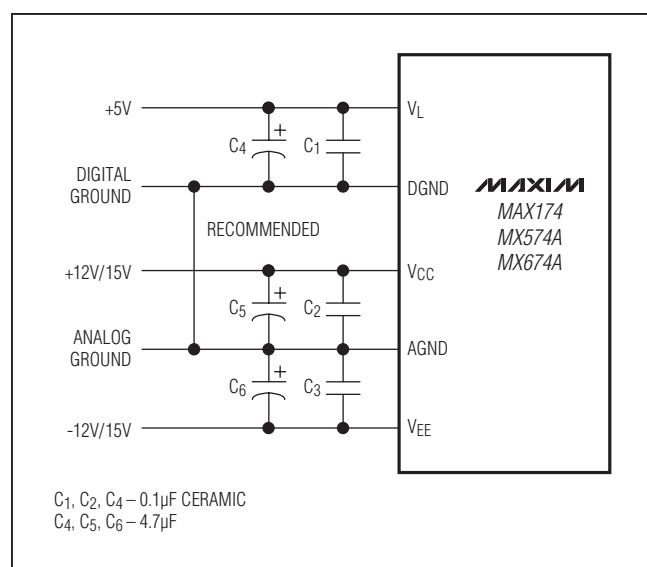 +5V
VL
C4
+
C1
DIGITAL
GROUND
DGND
MAXIM
MAX174
MX574A
MX674A
RECOMMENDED
+12V/15V
VCC
C5
+
C2
ANALOG
GROUND
AGND
C6
+
C3
-12V/15V
VEE
C1, C2, C4 – 0.1µF CERAMIC
C4, C5, C6 – 4.7µF